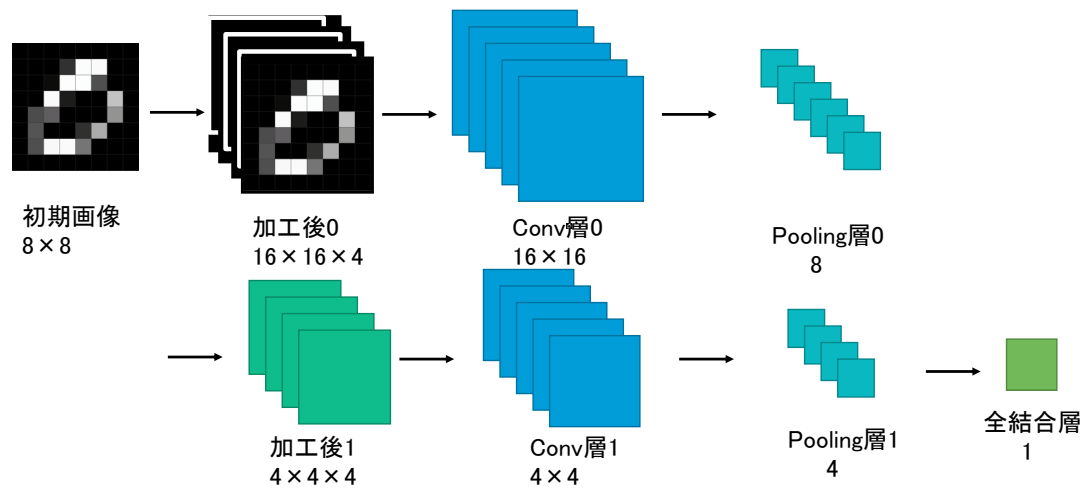 初期画像
8×8
加工後0
16×16×4
Conv層0
16×16
Pooling層0
8
加工後1
4×4×4
Conv層1
4×4
Pooling層1
4
全結合層
1